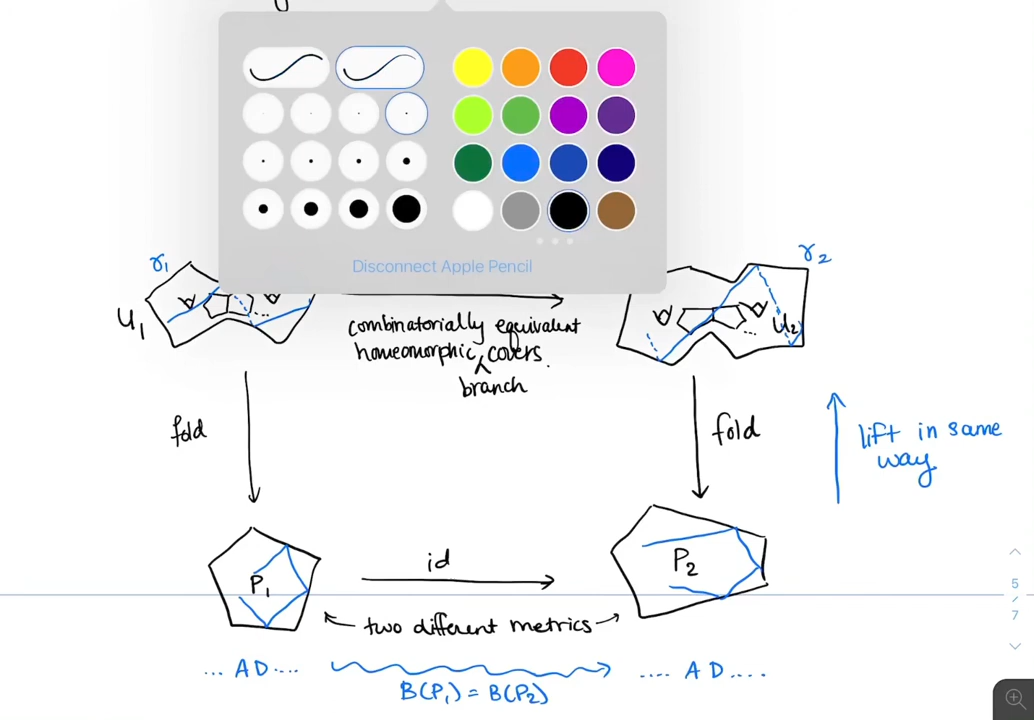 Disconnect Apple Pencil
γ₁
γ₂
U₁
U₂
combinatorially equivalent
homeomorphic covers.
branch
fold
fold
lift in same
way
P₁
id
P₂
two different metrics
5
7
... AD....
.... AD....
B(P₁) = B(P₂)